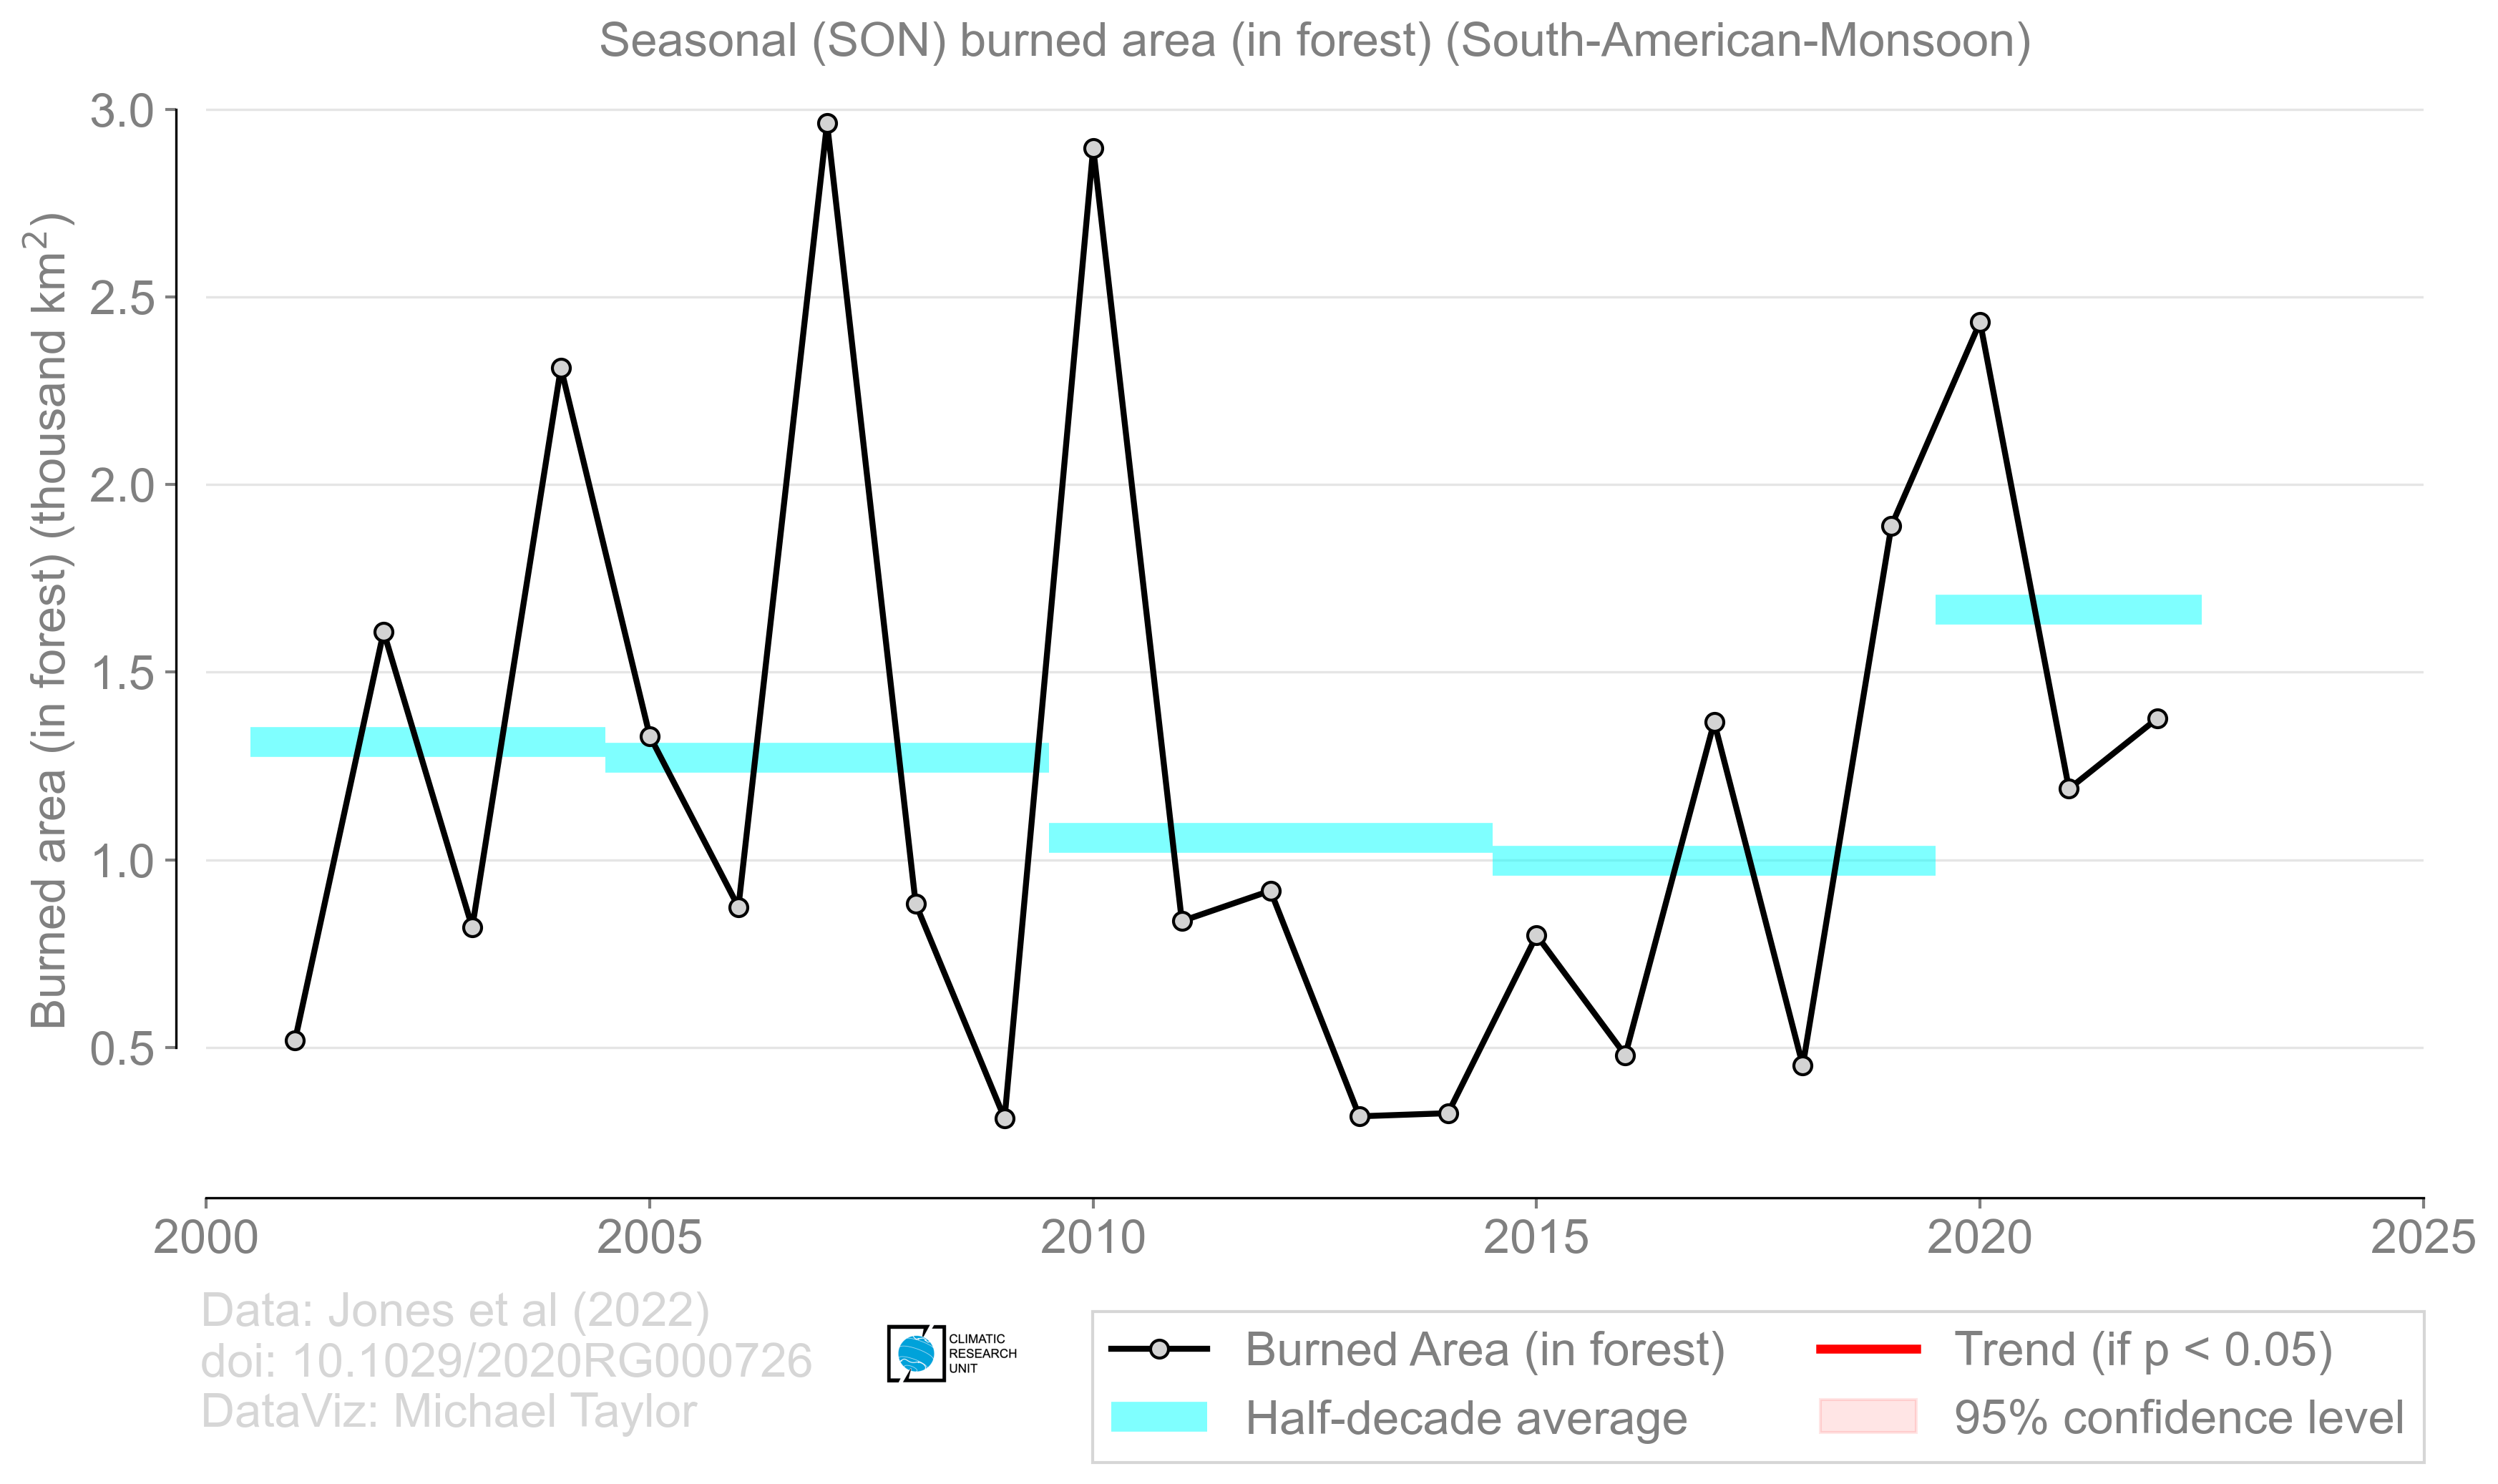 Seasonal (SON) burned area (in forest) (South-American-Monsoon)
Burned area (in forest) (thousand km²)
3.0
2.5
2.0
1.5
1.0
0.5
2000
2005
2010
2015
2020
2025
Data: Jones et al (2022)
doi: 10.1029/2020RG000726
DataViz: Michael Taylor
CLIMATIC
RESEARCH
UNIT
Burned Area (in forest)
Half-decade average
Trend (if p < 0.05)
95% confidence level